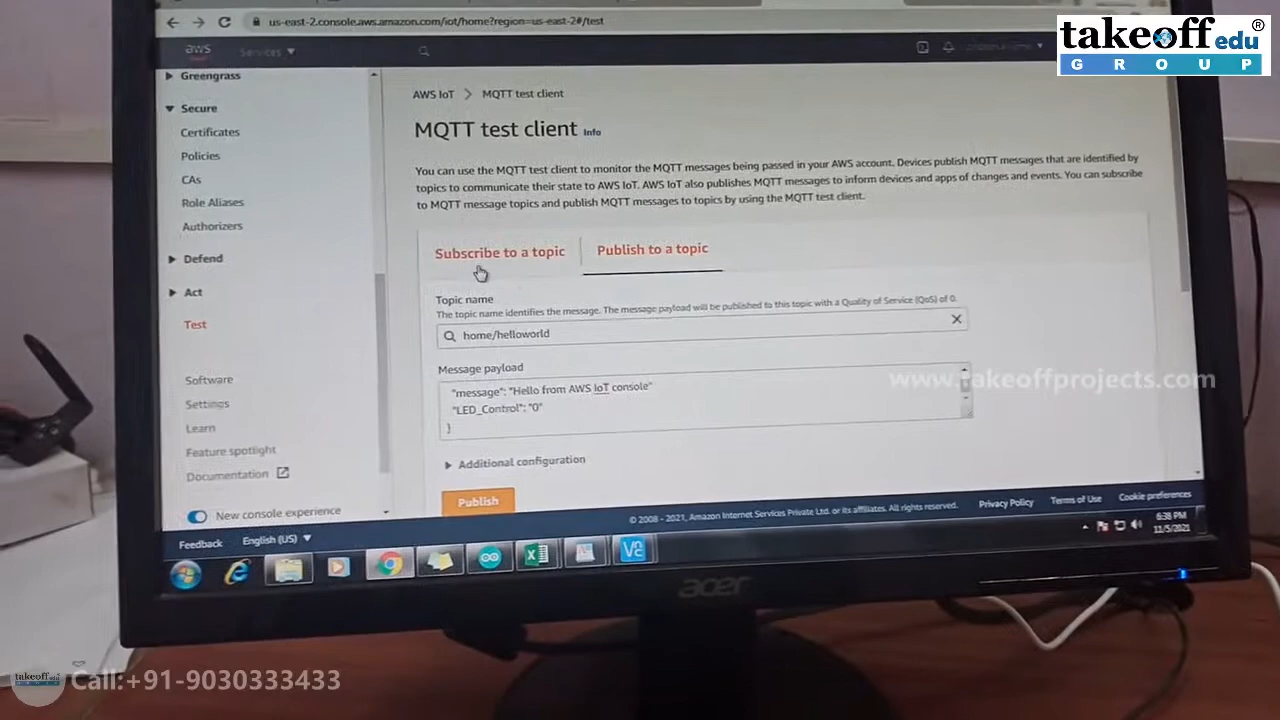 us-east-2.console.aws.amazon.com/iot/home?region=us-east-2#/test
takeoff edu ®
GROUP
aws
Services
Greengrass
Secure
Certificates
Policies
CAs
Role Aliases
Authorizers
Defend
Act
Test
Software
Settings
Learn
Feature spotlight
Documentation
New console experience
AWS IoT > MQTT test client
MQTT test client Info
You can use the MQTT test client to monitor the MQTT messages being passed in your AWS account. Devices publish MQTT messages that are identified by
topics to communicate their state to AWS IoT. AWS IoT also publishes MQTT messages to inform devices and apps of changes and events. You can subscribe
to MQTT message topics and publish MQTT messages to topics by using the MQTT test client.
Subscribe to a topic
Publish to a topic
Topic name
The topic name identifies the message. The message payload will be published to this topic with a Quality of Service (QoS) of 0.
home/helloworld
Message payload
"message": "Hello from AWS IoT console"
"LED_Control": "0"
}
www.takeoffprojects.com
Additional configuration
Publish
Feedback
English (US)
© 2008 - 2021, Amazon Internet Services Private Ltd. or its affiliates. All rights reserved.
Privacy Policy
Terms of Use
Cookie preferences
6:38 PM
11/5/2021
acer
takeoff edu
GROUP
Call:+91-9030333433